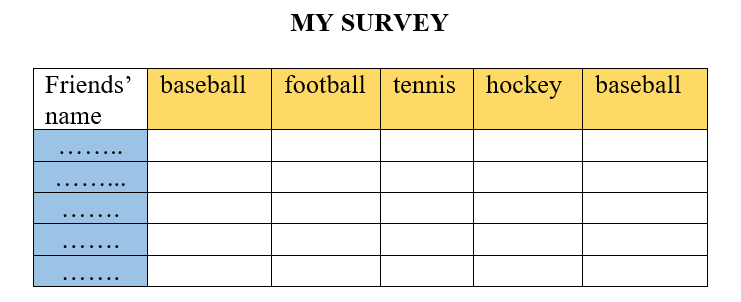 MY SURVEY
Friends’ name baseball football tennis hockey baseball
……..
……...
…….
…….
…….